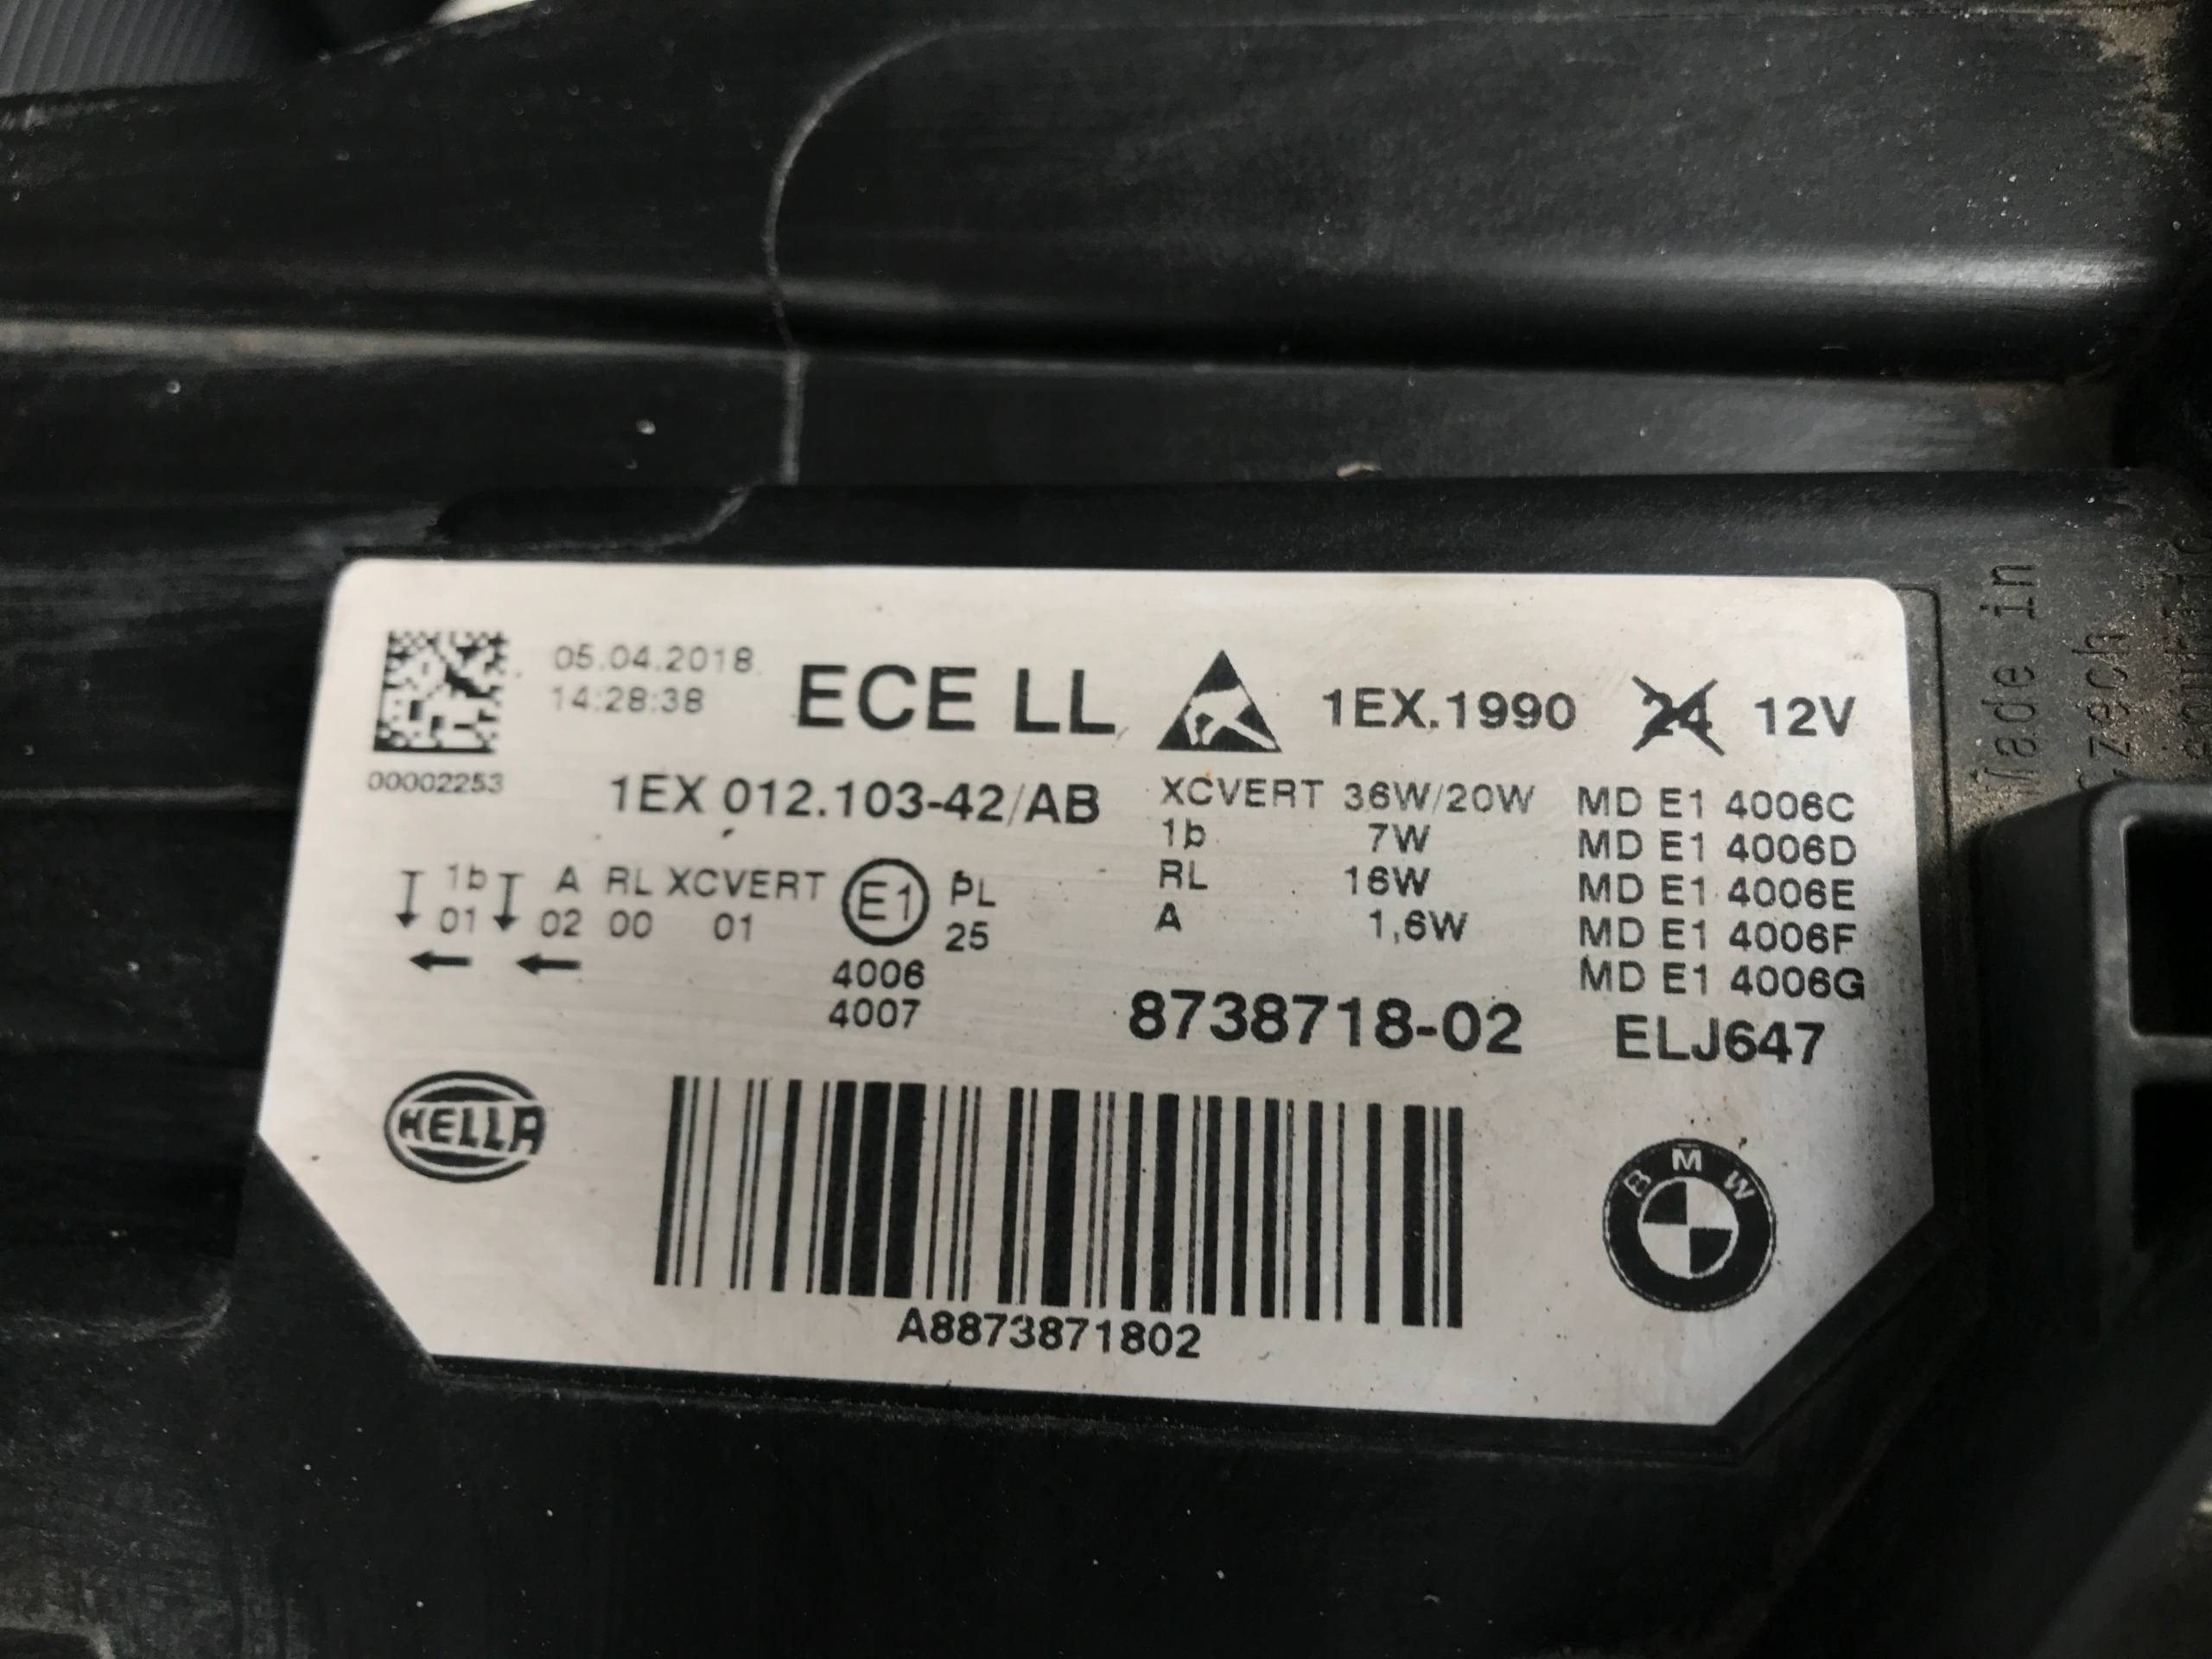 05.04.2018
14:28:38
ECE LL
1EX.1990
24 12V
00002253
1EX 012.103-42/AB
XCVERT 36W/20W
1b 7W
RL 16W
A 1,6W
MD E1 4006C
MD E1 4006D
MD E1 4006E
MD E1 4006F
MD E1 4006G
1b A RL XCVERT
01 02 00 01
E1
PL
25
4006
4007
8738718-02
ELJ647
HELLA
BMW
A8873871802
Made in
Czech